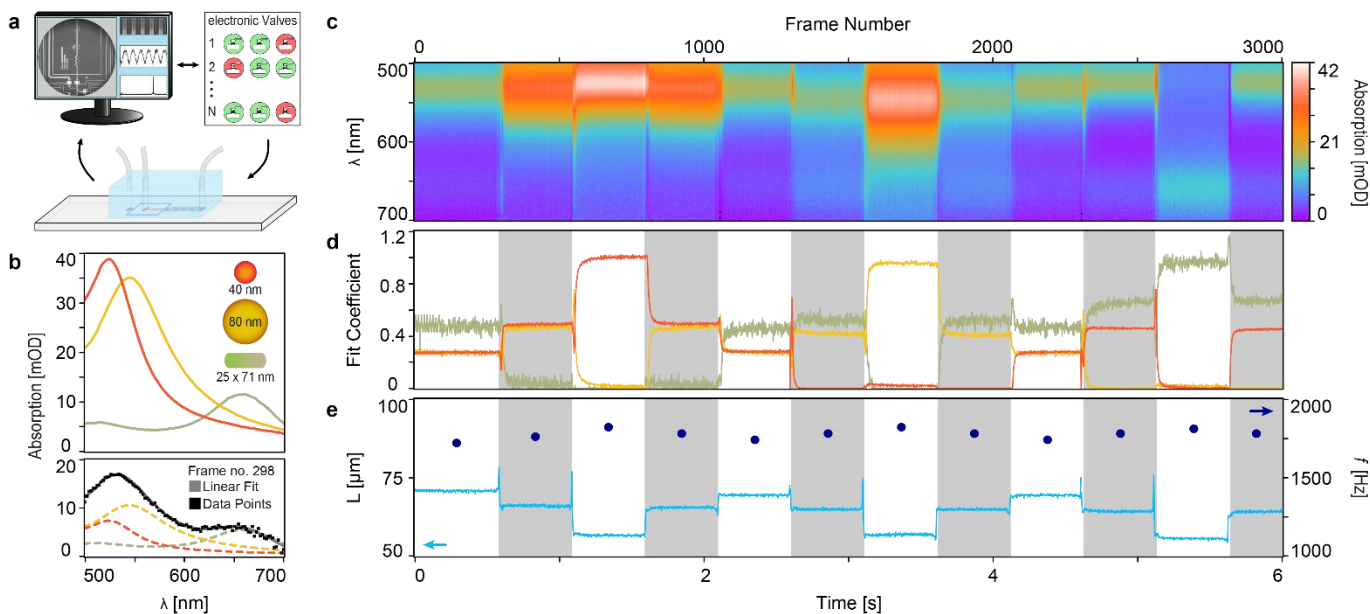 a
electronic Valves
1
2
N
b
40
30
20
10
0
Absorption [mOD]
40 nm
80 nm
25 x 71 nm
20
10
0
Frame no. 298
Linear Fit
Data Points
500
600
700
λ [nm]
c
Frame Number
0
1000
2000
3000
500
600
700
λ [nm]
42
21
0
Absorption [mOD]
d
1.2
0.8
0.4
0
Fit Coefficient
e
100
75
50
L [µm]
2000
1500
1000
f [Hz]
0
2
4
6
Time [s]